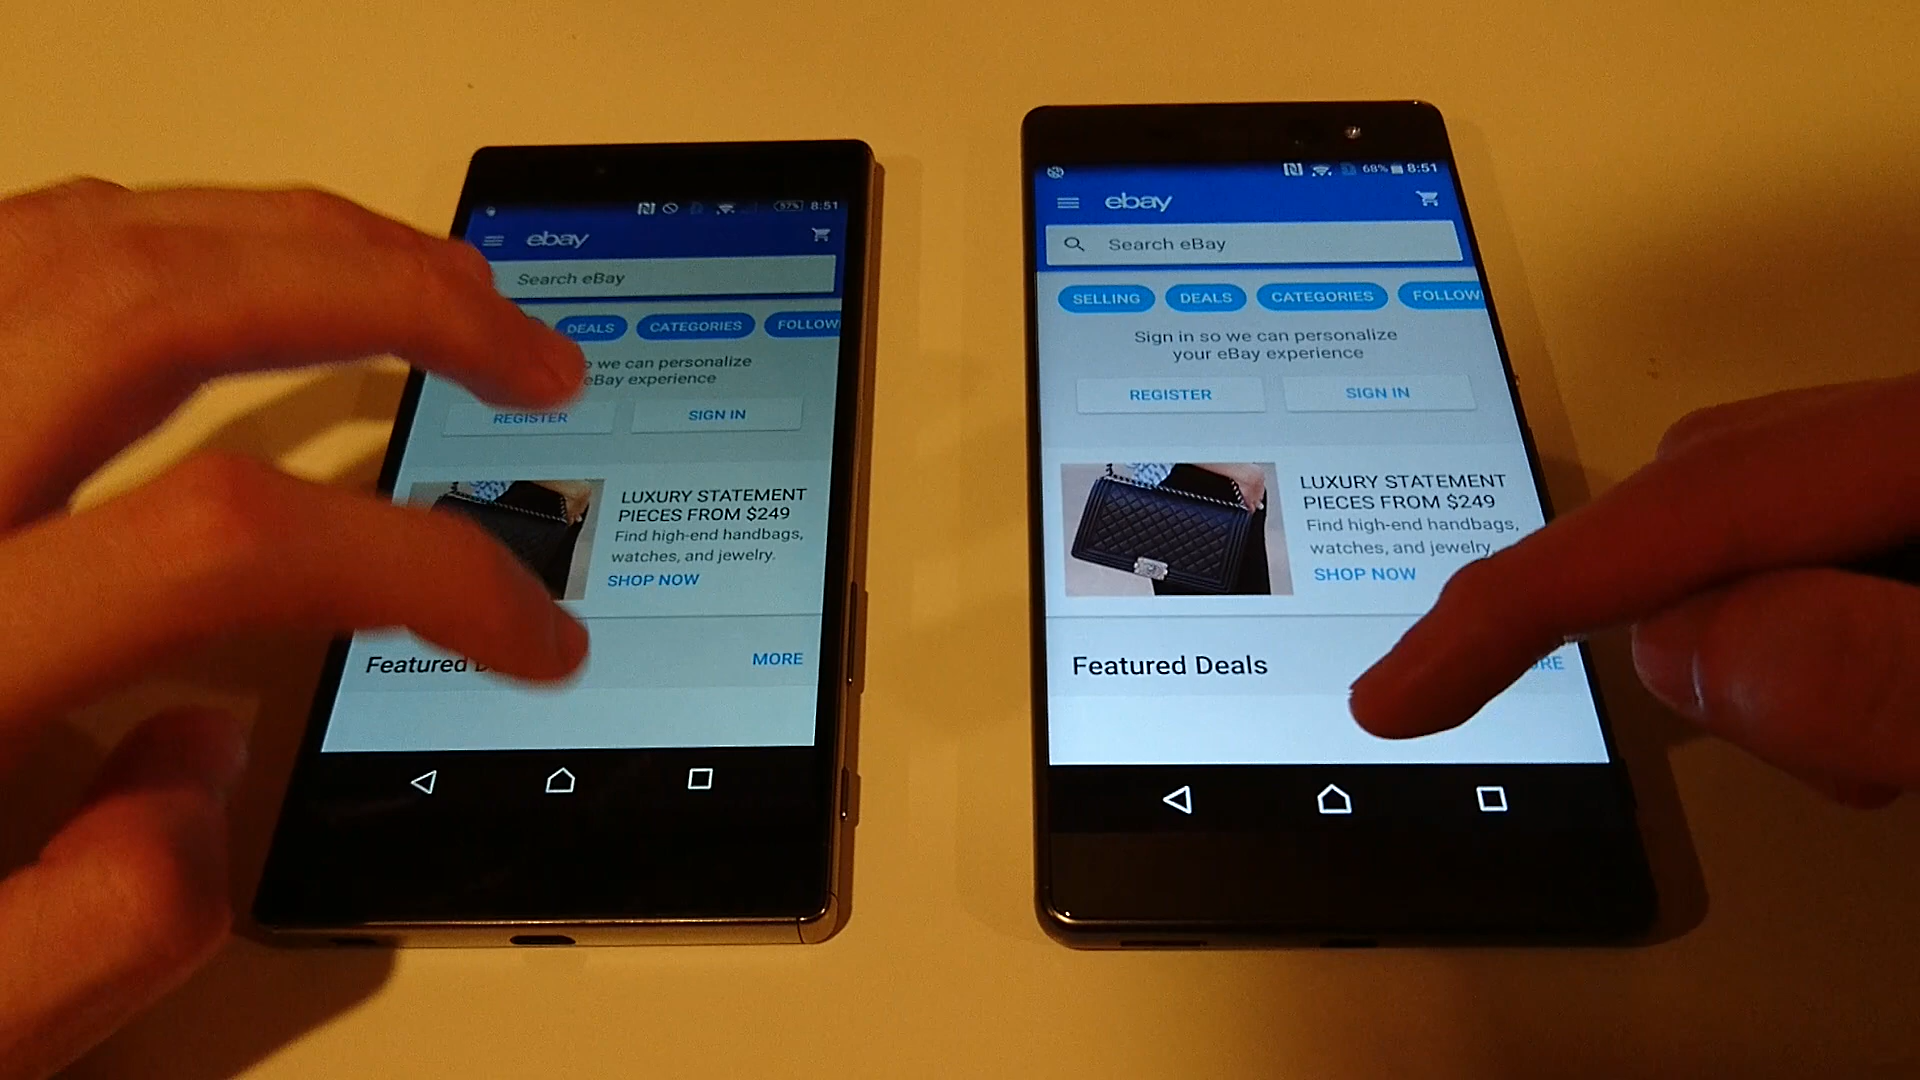 57% 8:51
ebay
Search eBay
DEALS CATEGORIES FOLLOW
so we can personalize
eBay experience
REGISTER SIGN IN
LUXURY STATEMENT
PIECES FROM $249
Find high-end handbags,
watches, and jewelry.
SHOP NOW
Featured D
MORE
68% 8:51
ebay
Search eBay
SELLING DEALS CATEGORIES FOLLOW
Sign in so we can personalize
your eBay experience
REGISTER SIGN IN
LUXURY STATEMENT
PIECES FROM $249
Find high-end handbags,
watches, and jewelry.
SHOP NOW
Featured Deals
RE